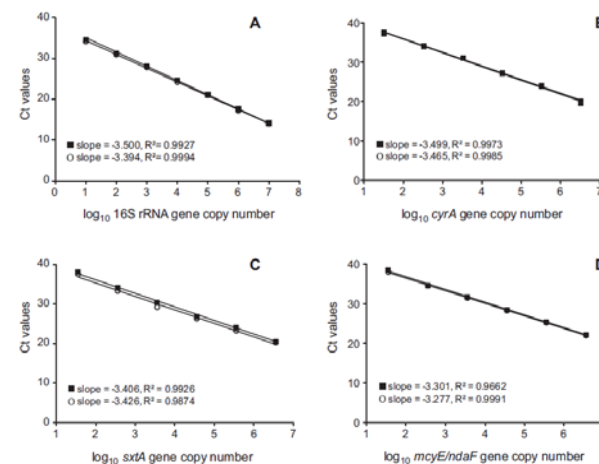 A
40
30
20
10
0
Ct values
■ slope = -3.500, R²= 0.9927
○ slope = -3.394, R²= 0.9994
0 1 2 3 4 5 6 7 8
log₁₀ 16S rRNA gene copy number
40
30
20
10
0
Ct values
■ slope = -3.499, R² = 0.9973
○ slope = -3.465, R² = 0.9985
1 2 3 4 5 6 7
log₁₀ cyrA gene copy number
C
40
30
20
10
0
Ct values
■ slope = -3.406, R² = 0.9926
○ slope = -3.426, R² = 0.9874
1 2 3 4 5 6 7
log₁₀ sxtA gene copy number
D
40
30
20
10
0
Ct values
■ slope = -3.301, R² = 0.9662
○ slope = -3.277, R² = 0.9991
1 2 3 4 5 6 7
log₁₀ mcyE/ndaF gene copy number